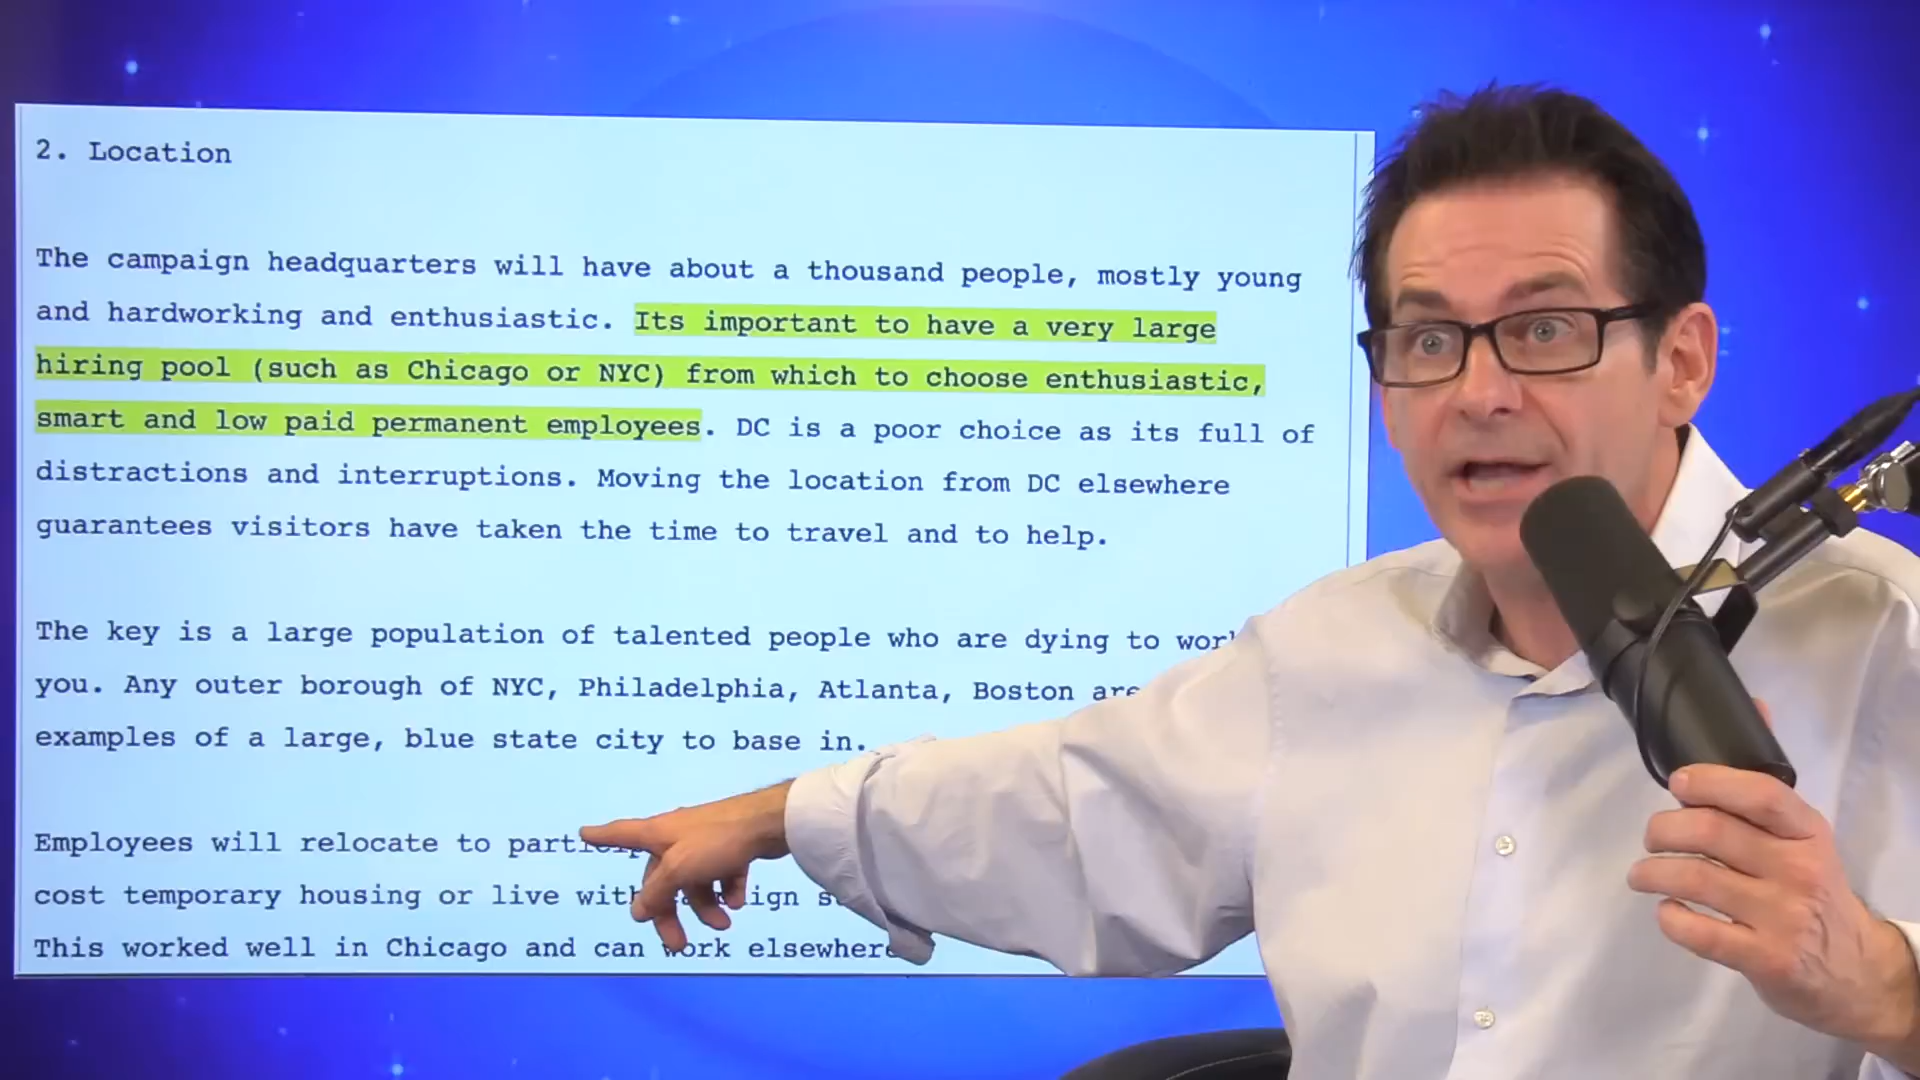 2. Location
The campaign headquarters will have about a thousand people, mostly young
and hardworking and enthusiastic. Its important to have a very large
hiring pool (such as Chicago or NYC) from which to choose enthusiastic,
smart and low paid permanent employees. DC is a poor choice as its full of
distractions and interruptions. Moving the location from DC elsewhere
guarantees visitors have taken the time to travel and to help.
The key is a large population of talented people who are dying to
you. Any outer borough of NYC, Philadelphia, Atlanta, Boston are
examples of a large, blue state city to base in.
Employees will relocate to
cost temporary housing or live with
This worked well in Chicago and can work elsewhere